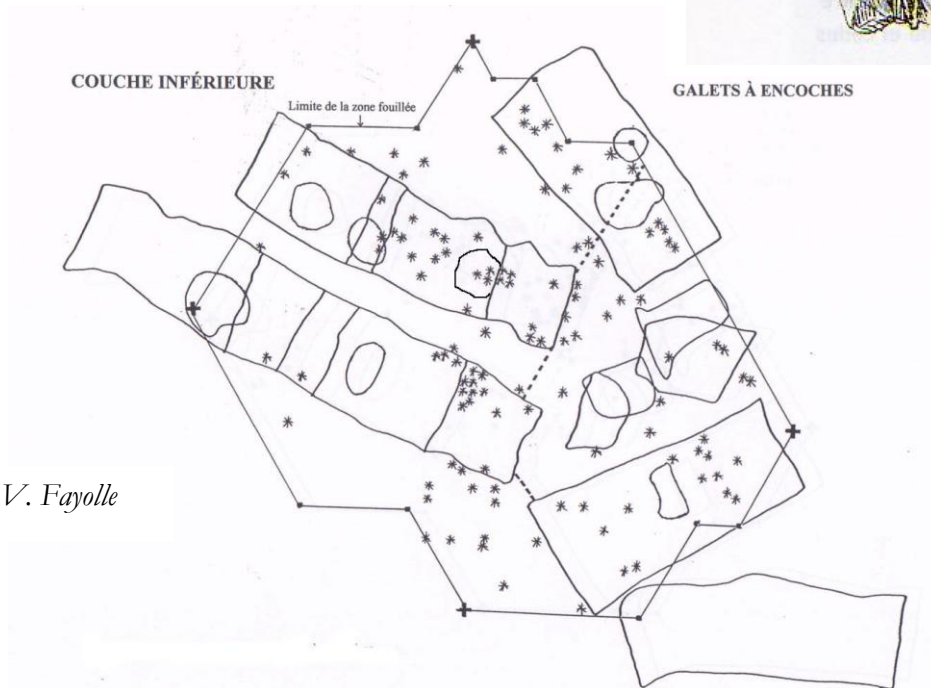 COUCHE INFÉRIEURE
GALETS À ENCOCHES
Limite de la zone fouillée
V. Fayolle